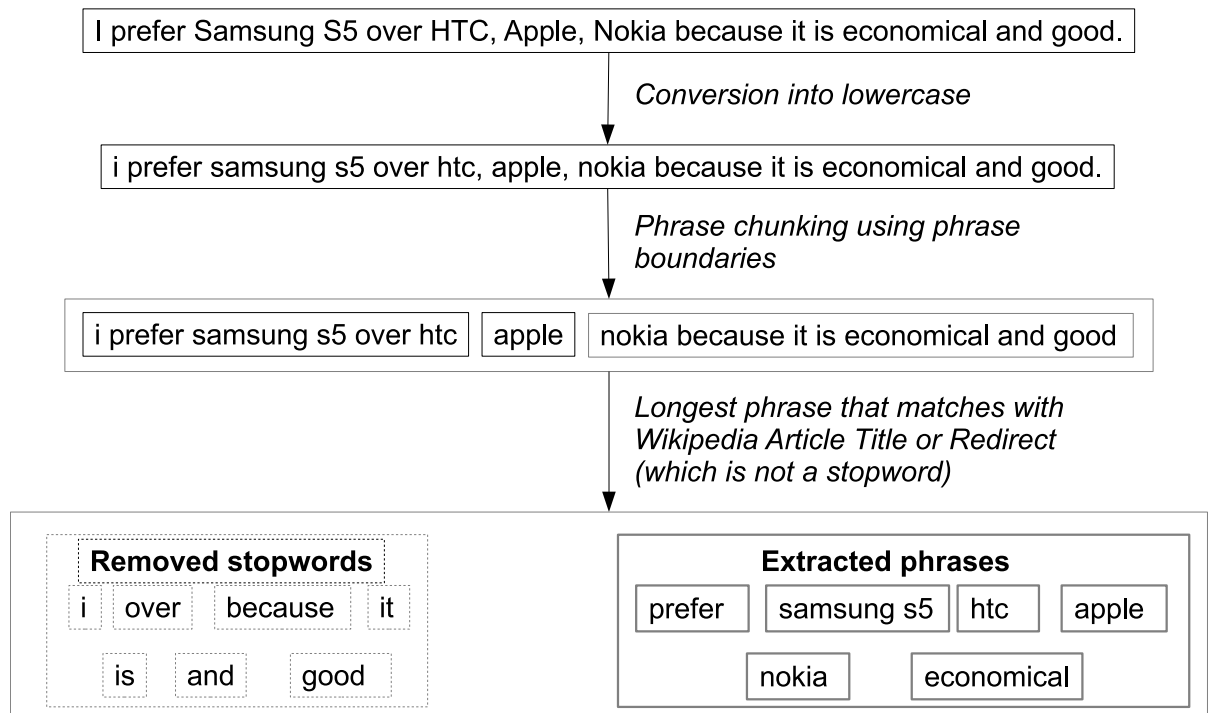 I prefer Samsung S5 over HTC, Apple, Nokia because it is economical and good.
Conversion into lowercase
i prefer samsung s5 over htc, apple, nokia because it is economical and good.
Phrase chunking using phrase
boundaries
i prefer samsung s5 over htc apple nokia because it is economical and good
Longest phrase that matches with
Wikipedia Article Title or Redirect
(which is not a stopword)
Removed stopwords
i over because it
is and good
Extracted phrases
prefer samsung s5 htc apple
nokia economical